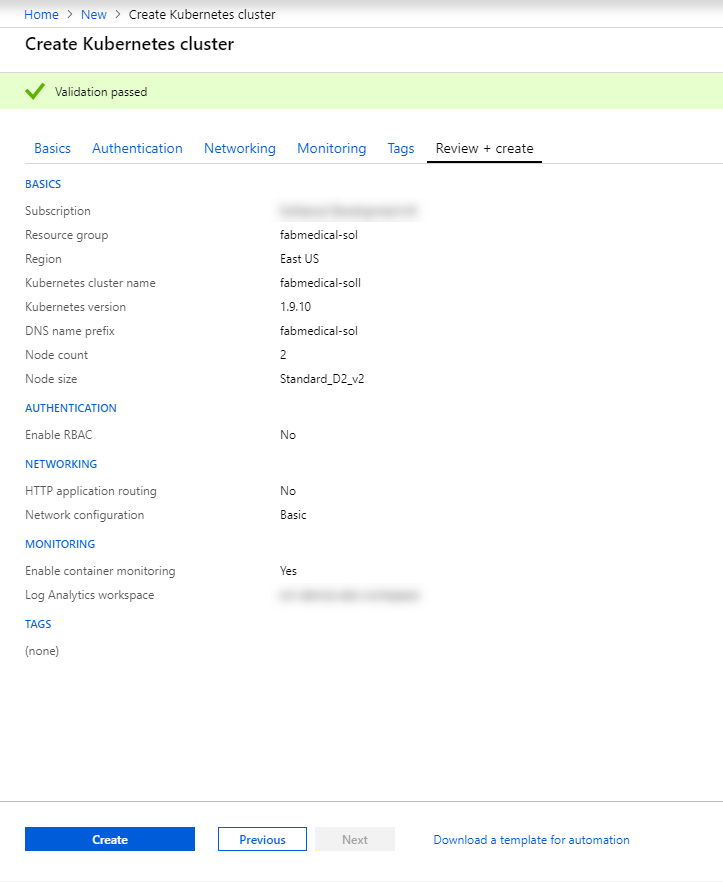 Home > New > Create Kubernetes cluster
Create Kubernetes cluster
Validation passed
Basics Authentication Networking Monitoring Tags Review + create
BASICS
Subscription
Resource group fabmedical-sol
Region East US
Kubernetes cluster name fabmedical-soll
Kubernetes version 1.9.10
DNS name prefix fabmedical-sol
Node count 2
Node size Standard_D2_v2
AUTHENTICATION
Enable RBAC No
NETWORKING
HTTP application routing No
Network configuration Basic
MONITORING
Enable container monitoring Yes
Log Analytics workspace
TAGS
(none)
Create Previous Next Download a template for automation